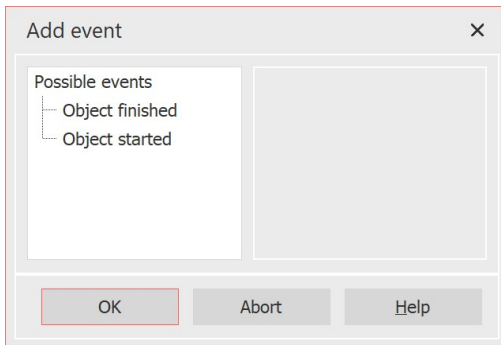 Add event
Possible events
Object finished
Object started
OK
Abort
Help